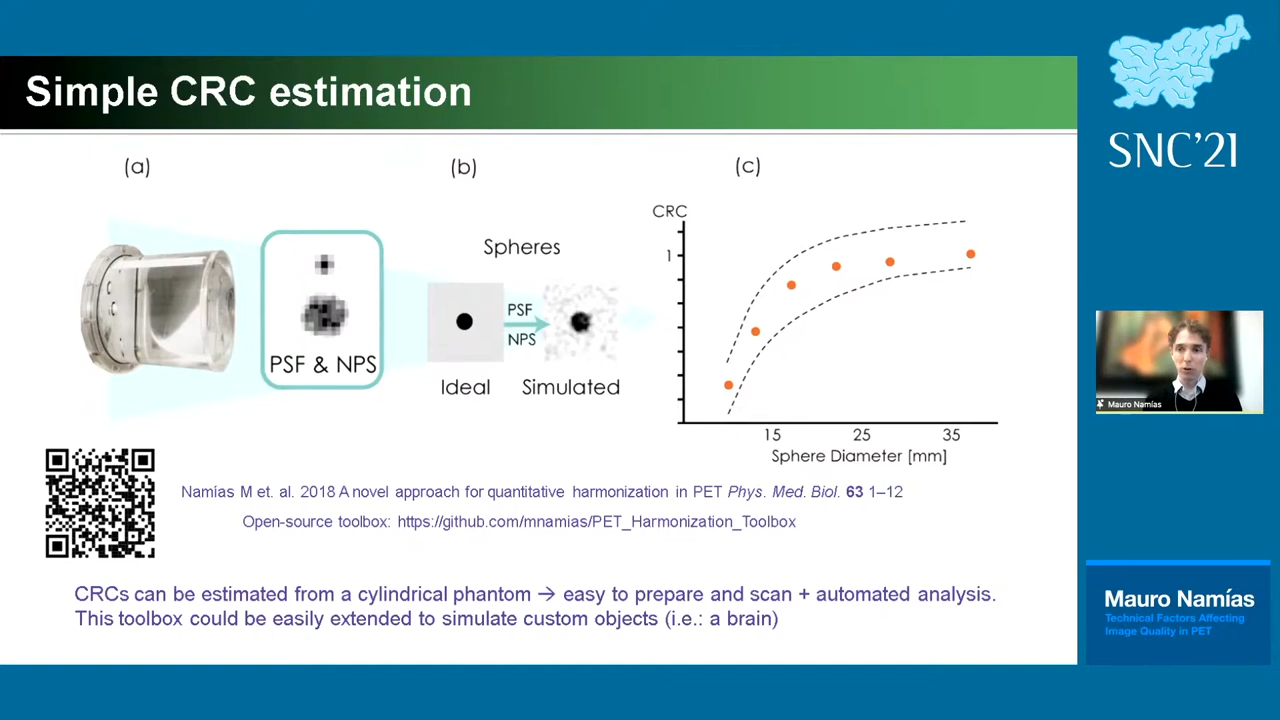 Simple CRC estimation
(a)
(b)
(c)
PSF & NPS
Spheres
PSF
NPS
Ideal
Simulated
CRC
1
15
25
35
Sphere Diameter [mm]
Namías M et. al. 2018 A novel approach for quantitative harmonization in PET Phys. Med. Biol. 63 1–12
Open-source toolbox: https://github.com/mnamias/PET_Harmonization_Toolbox
CRCs can be estimated from a cylindrical phantom → easy to prepare and scan + automated analysis.
This toolbox could be easily extended to simulate custom objects (i.e.: a brain)
SNC'21
Mauro Namías
Mauro Namías
Technical Factors Affecting
Image Quality in PET